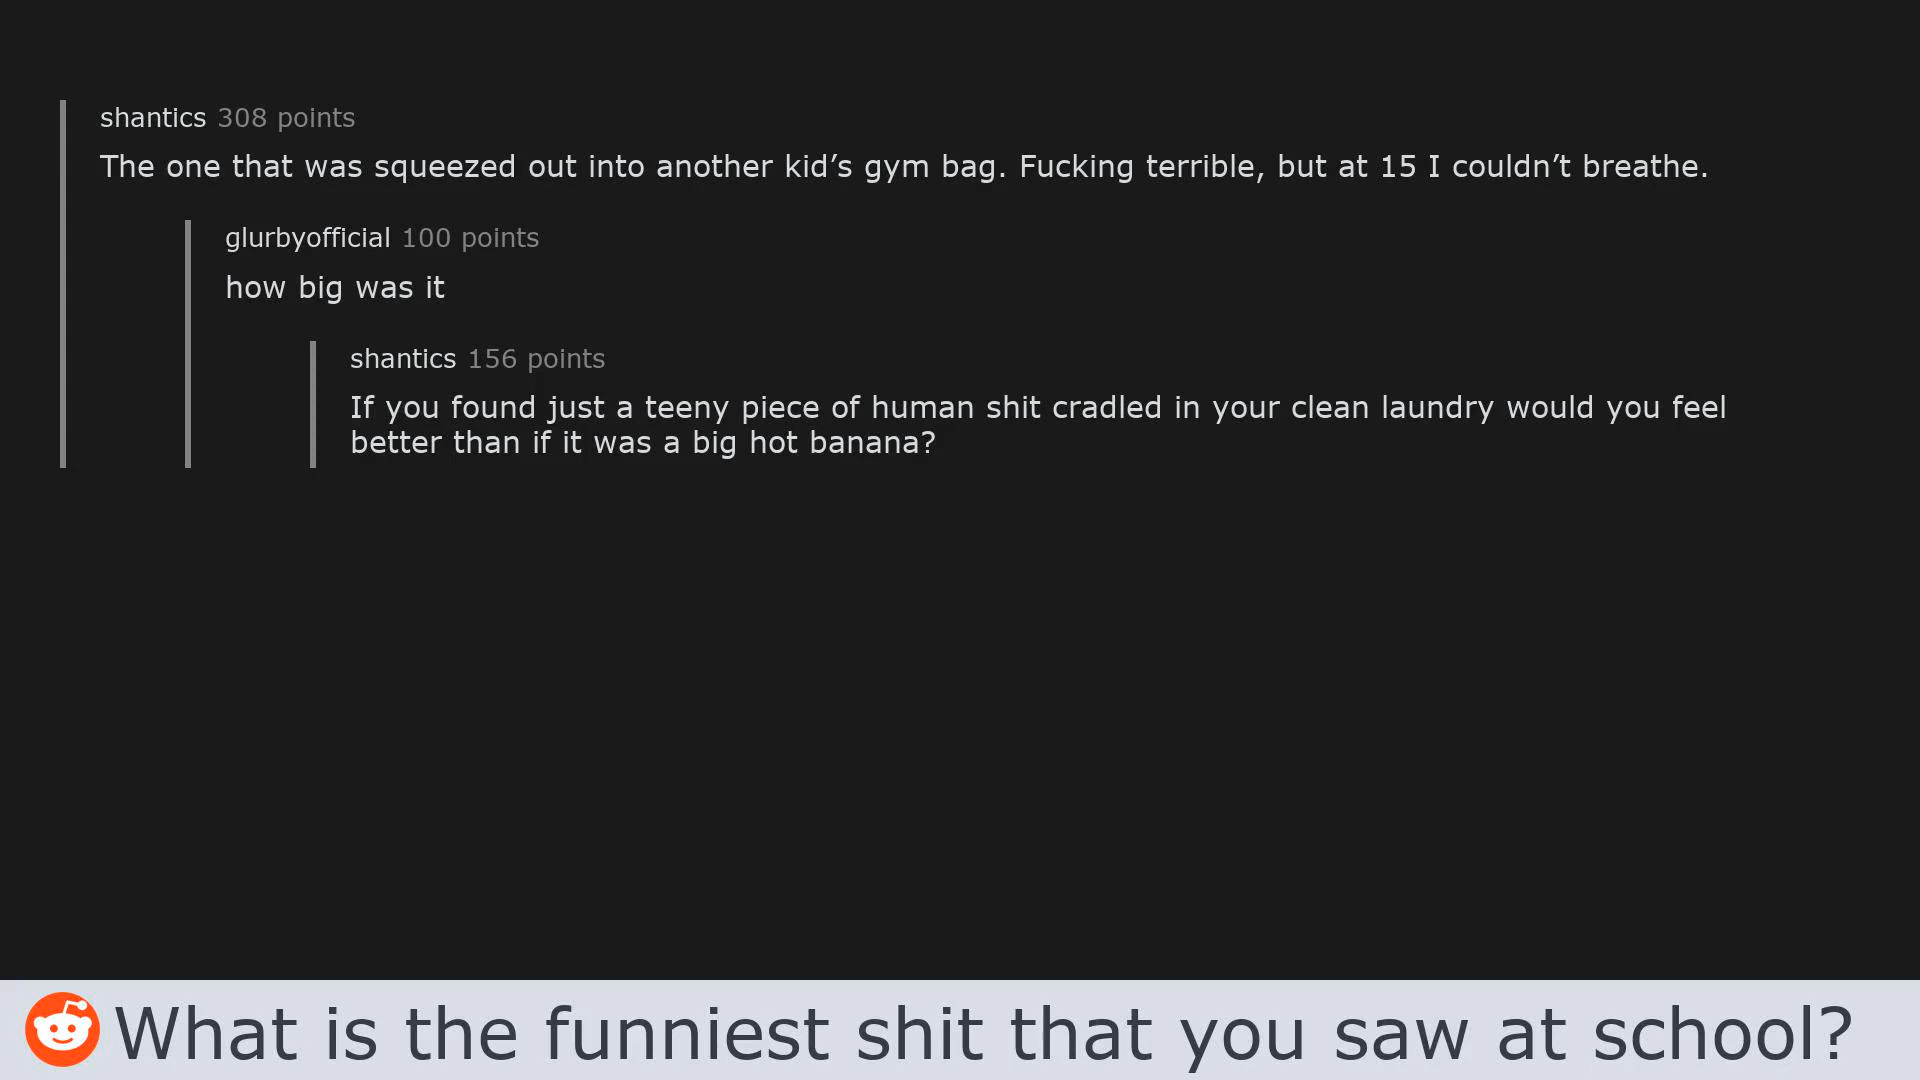 shantics 308 points
The one that was squeezed out into another kid’s gym bag. Fucking terrible, but at 15 I couldn’t breathe.
glurbyofficial 100 points
how big was it
shantics 156 points
If you found just a teeny piece of human shit cradled in your clean laundry would you feel
better than if it was a big hot banana?
What is the funniest shit that you saw at school?